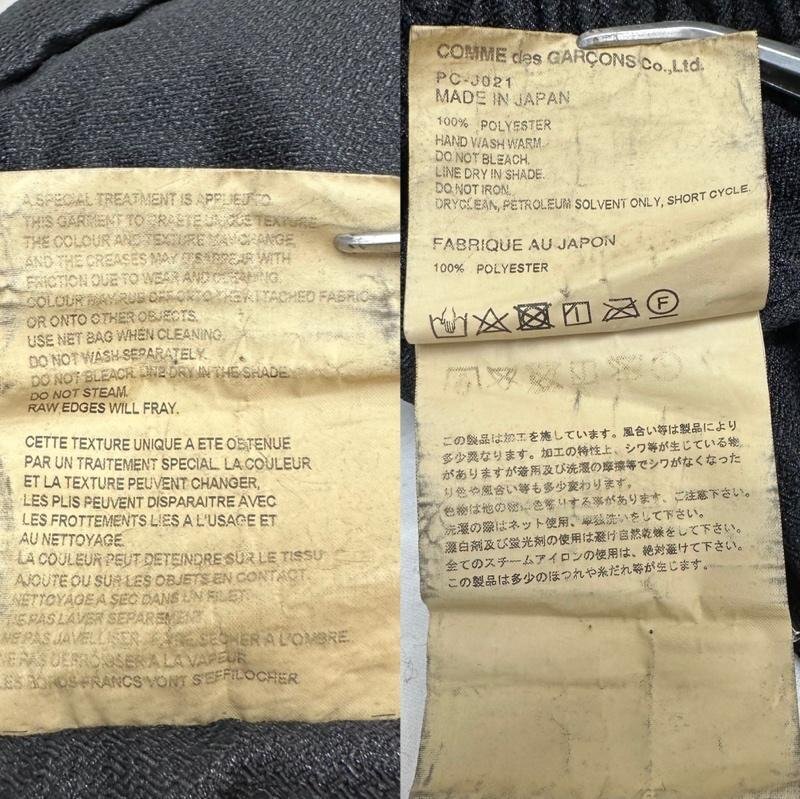 A SPECIAL TREATMENT IS APPLIED TO
THIS GARMENT TO UNIQUE TEXTURE
THE COLOUR AND TEXTURE MAY CHANGE,
AND THE CREASES MAY DISAPPEAR WITH
FRICTION DUE TO WEAR AND CLEANING.
COLOUR MAY RUB OFF ONTO THE ATTACHED FABRIC
OR ONTO OTHER OBJECTS.
USE NET BAG WHEN CLEANING.
DO NOT WASH SEPARATELY.
DO NOT BLEACH. LINE DRY IN THE SHADE.
DO NOT STEAM.
RAW EDGES WILL FRAY.
CETTE TEXTURE UNIQUE A ETE OBTENUE
PAR UN TRAITEMENT SPECIAL. LA COULEUR
ET LA TEXTURE PEUVENT CHANGER,
LES PLIS PEUVENT DISPARAITRE AVEC
LES FROTTEMENTS LIES A L'USAGE ET
AU NETTOYAGE.
LA COULEUR PEUT DETEINDRE SUR LE TISSU
AJOUTE OU SUR LES OBJETS EN CONTACT.
NETTOYAGE A SEC DANS UN FILET.
NE PAS LAVER SEPAREMENT.
NE PAS JAVELLISER. SECHER A L'OMBRE.
NE PAS DEFROISSER A LA VAPEUR.
LES BORDS FRANCS VONT S'EFFILOCHER.
COMME des GARÇONS Co.,Ltd.
PC-J021
MADE IN JAPAN
100% POLYESTER
HAND WASH WARM.
DO NOT BLEACH.
LINE DRY IN SHADE.
DO NOT IRON.
DRYCLEAN, PETROLEUM SOLVENT ONLY, SHORT CYCLE.
FABRIQUE AU JAPON
100% POLYESTER
F
この製品は加工を施しています。風合い等は製品により
多少異なります。加工の特性上、シワ等が生じている物
がありますが着用及び洗濯の摩擦等でシワがなくなった
り色や風合い等も多少変わります。
色物は他の物に色移りする事があります、ご注意下さい。
洗濯の際はネット使用、単独洗いをして下さい。
漂白剤及び蛍光剤の使用は避け自然乾燥をして下さい。
全てのスチームアイロンの使用は、絶対避けて下さい。
この製品は多少のほつれや糸だれ等が生じます。